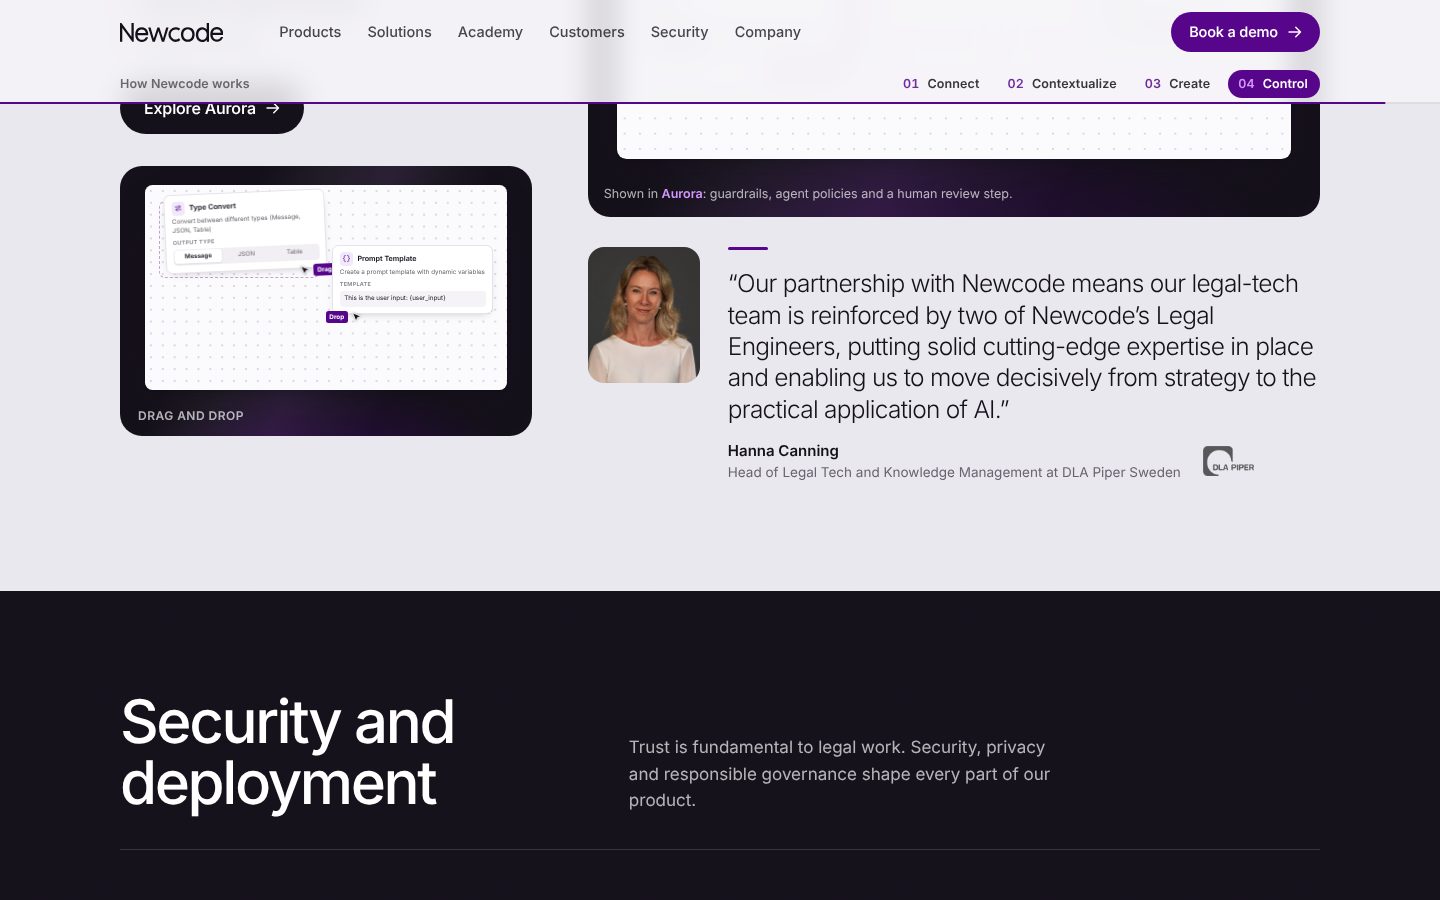 Newcode
Products Solutions Academy Customers Security Company
Book a demo
How Newcode works
01 Connect 02 Contextualize 03 Create 04 Control
Explore Aurora
Type Convert
Convert between different types (Message,
JSON, Table)
OUTPUT TYPE
Message JSON Table
Drag
Prompt Template
Create a prompt template with dynamic variables
TEMPLATE
This is the user input: {user_input}
Drop
DRAG AND DROP
Shown in Aurora: guardrails, agent policies and a human review step.
“Our partnership with Newcode means our legal-tech
team is reinforced by two of Newcode’s Legal
Engineers, putting solid cutting-edge expertise in place
and enabling us to move decisively from strategy to the
practical application of AI.”
Hanna Canning
Head of Legal Tech and Knowledge Management at DLA Piper Sweden
DLA PIPER
Security and
deployment
Trust is fundamental to legal work. Security, privacy
and responsible governance shape every part of our
product.